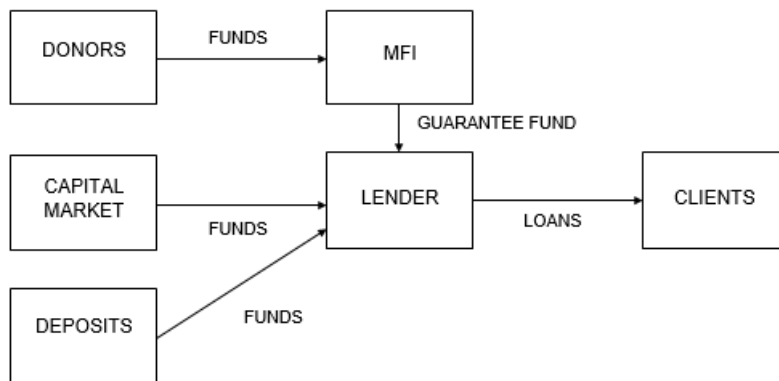 DONORS
FUNDS
MFI
GUARANTEE FUND
CAPITAL
MARKET
FUNDS
LENDER
LOANS
CLIENTS
DEPOSITS
FUNDS